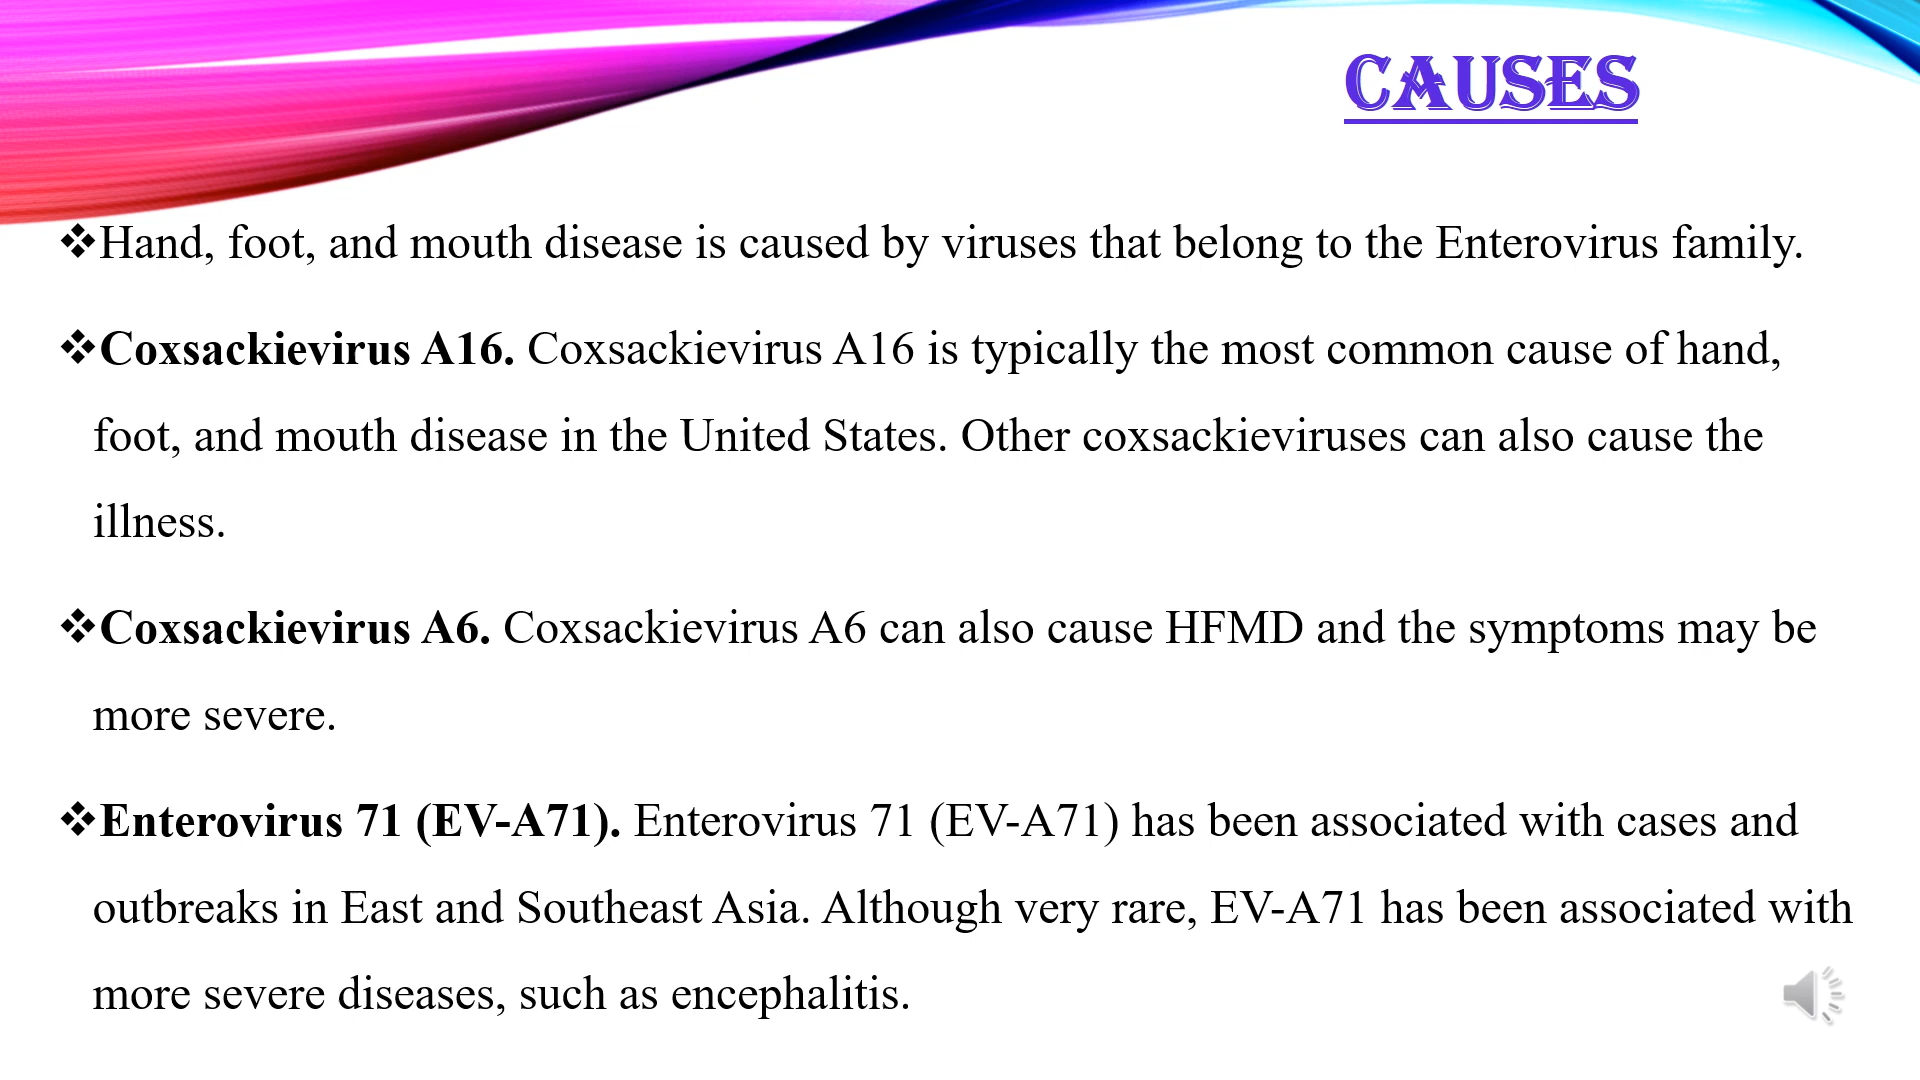 CAUSES
❖Hand, foot, and mouth disease is caused by viruses that belong to the Enterovirus family.
❖Coxsackievirus A16. Coxsackievirus A16 is typically the most common cause of hand,
foot, and mouth disease in the United States. Other coxsackieviruses can also cause the
illness.
❖Coxsackievirus A6. Coxsackievirus A6 can also cause HFMD and the symptoms may be
more severe.
❖Enterovirus 71 (EV-A71). Enterovirus 71 (EV-A71) has been associated with cases and
outbreaks in East and Southeast Asia. Although very rare, EV-A71 has been associated with
more severe diseases, such as encephalitis.